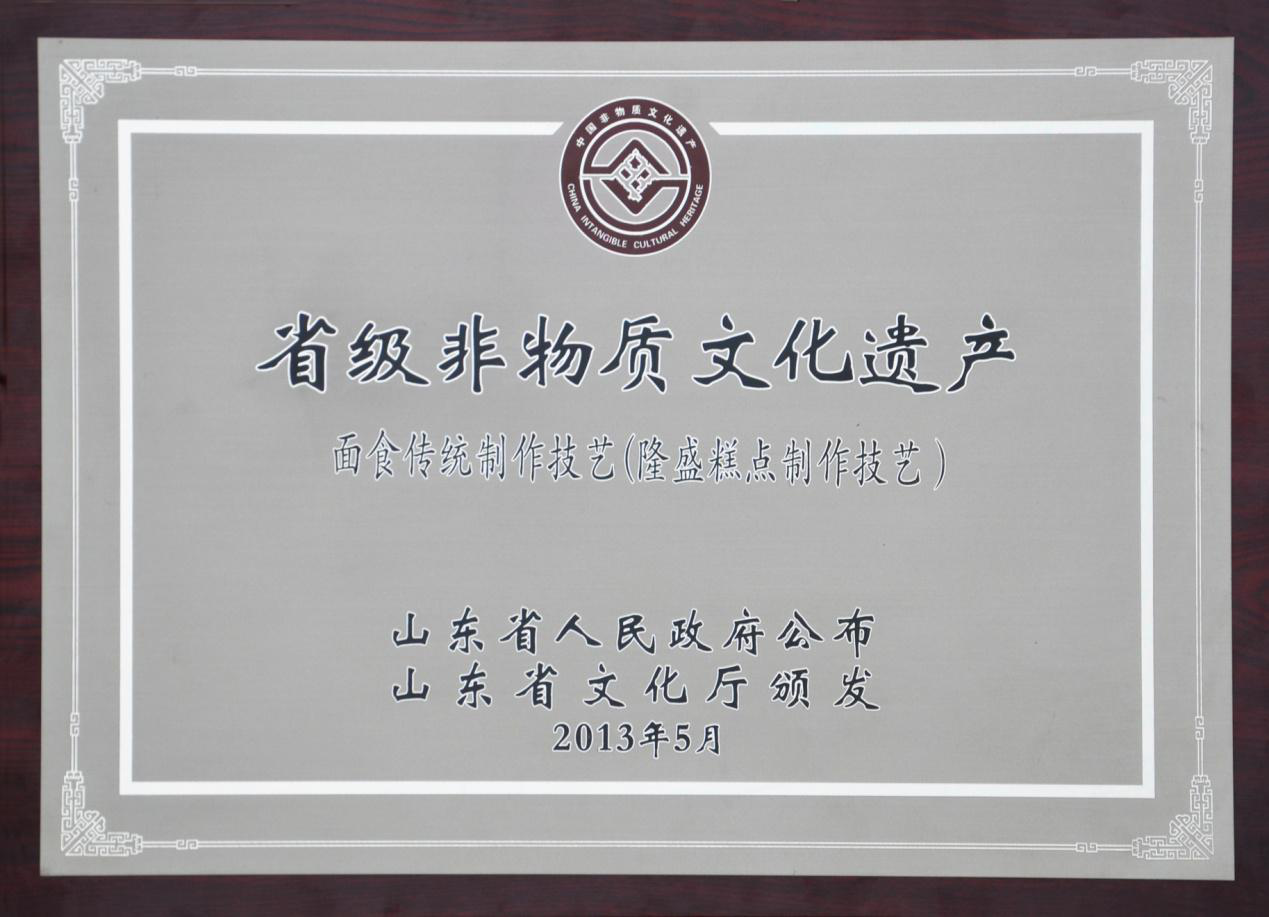 中国非物质文化遗产
CHINA INTANGIBLE CULTURAL HERITAGE
省级非物质文化遗产
面食传统制作技艺(隆盛糕点制作技艺)
山东省人民政府公布
山东省文化厅颁发
2013年5月